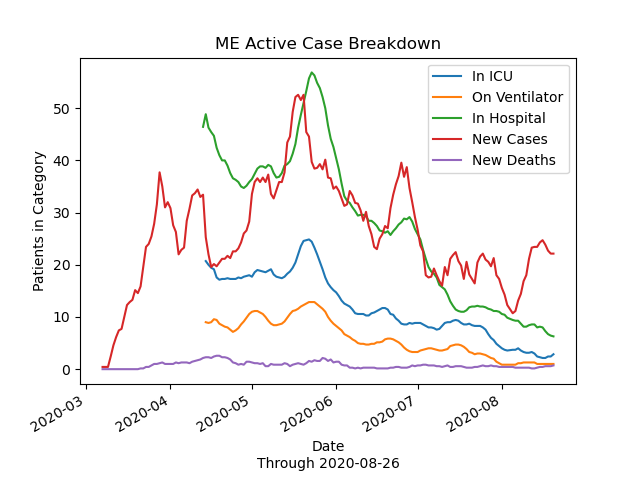 ME Active Case Breakdown
Patients in Category
50
40
30
20
10
0
In ICU
On Ventilator
In Hospital
New Cases
New Deaths
2020-03
2020-04
2020-05
2020-06
2020-07
2020-08
Date
Through 2020-08-26